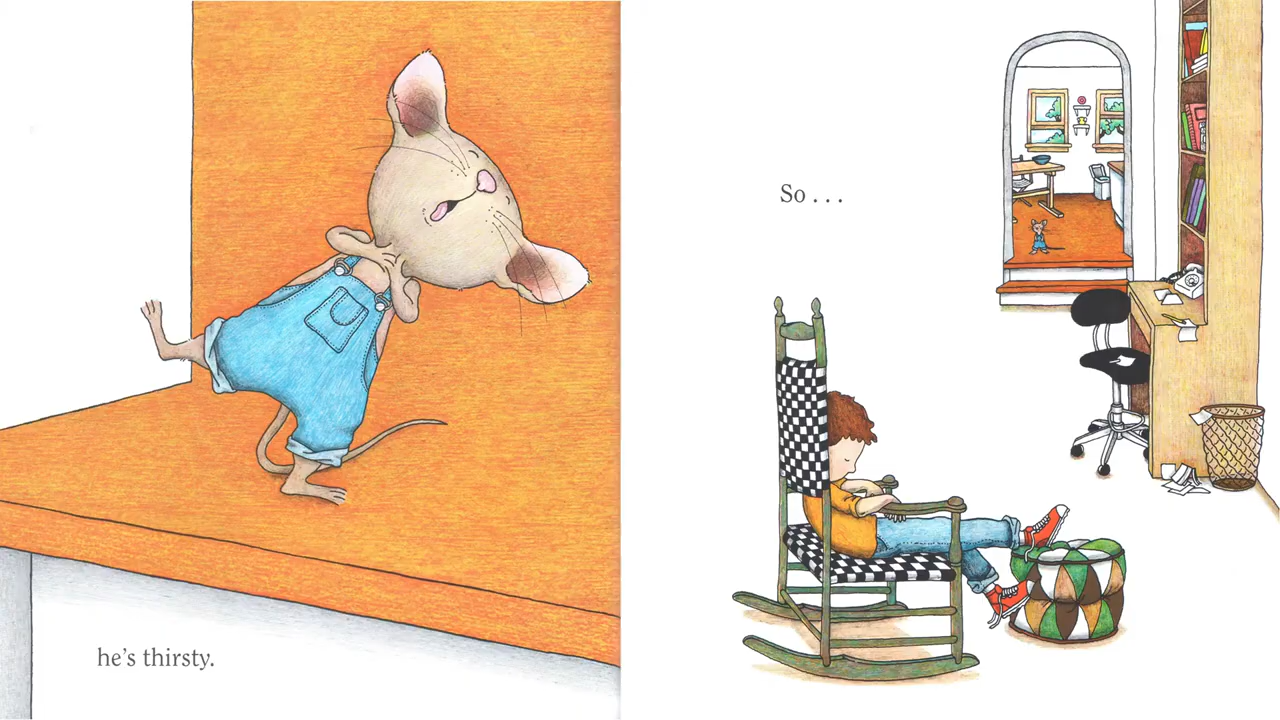 he's thirsty.
So . . .